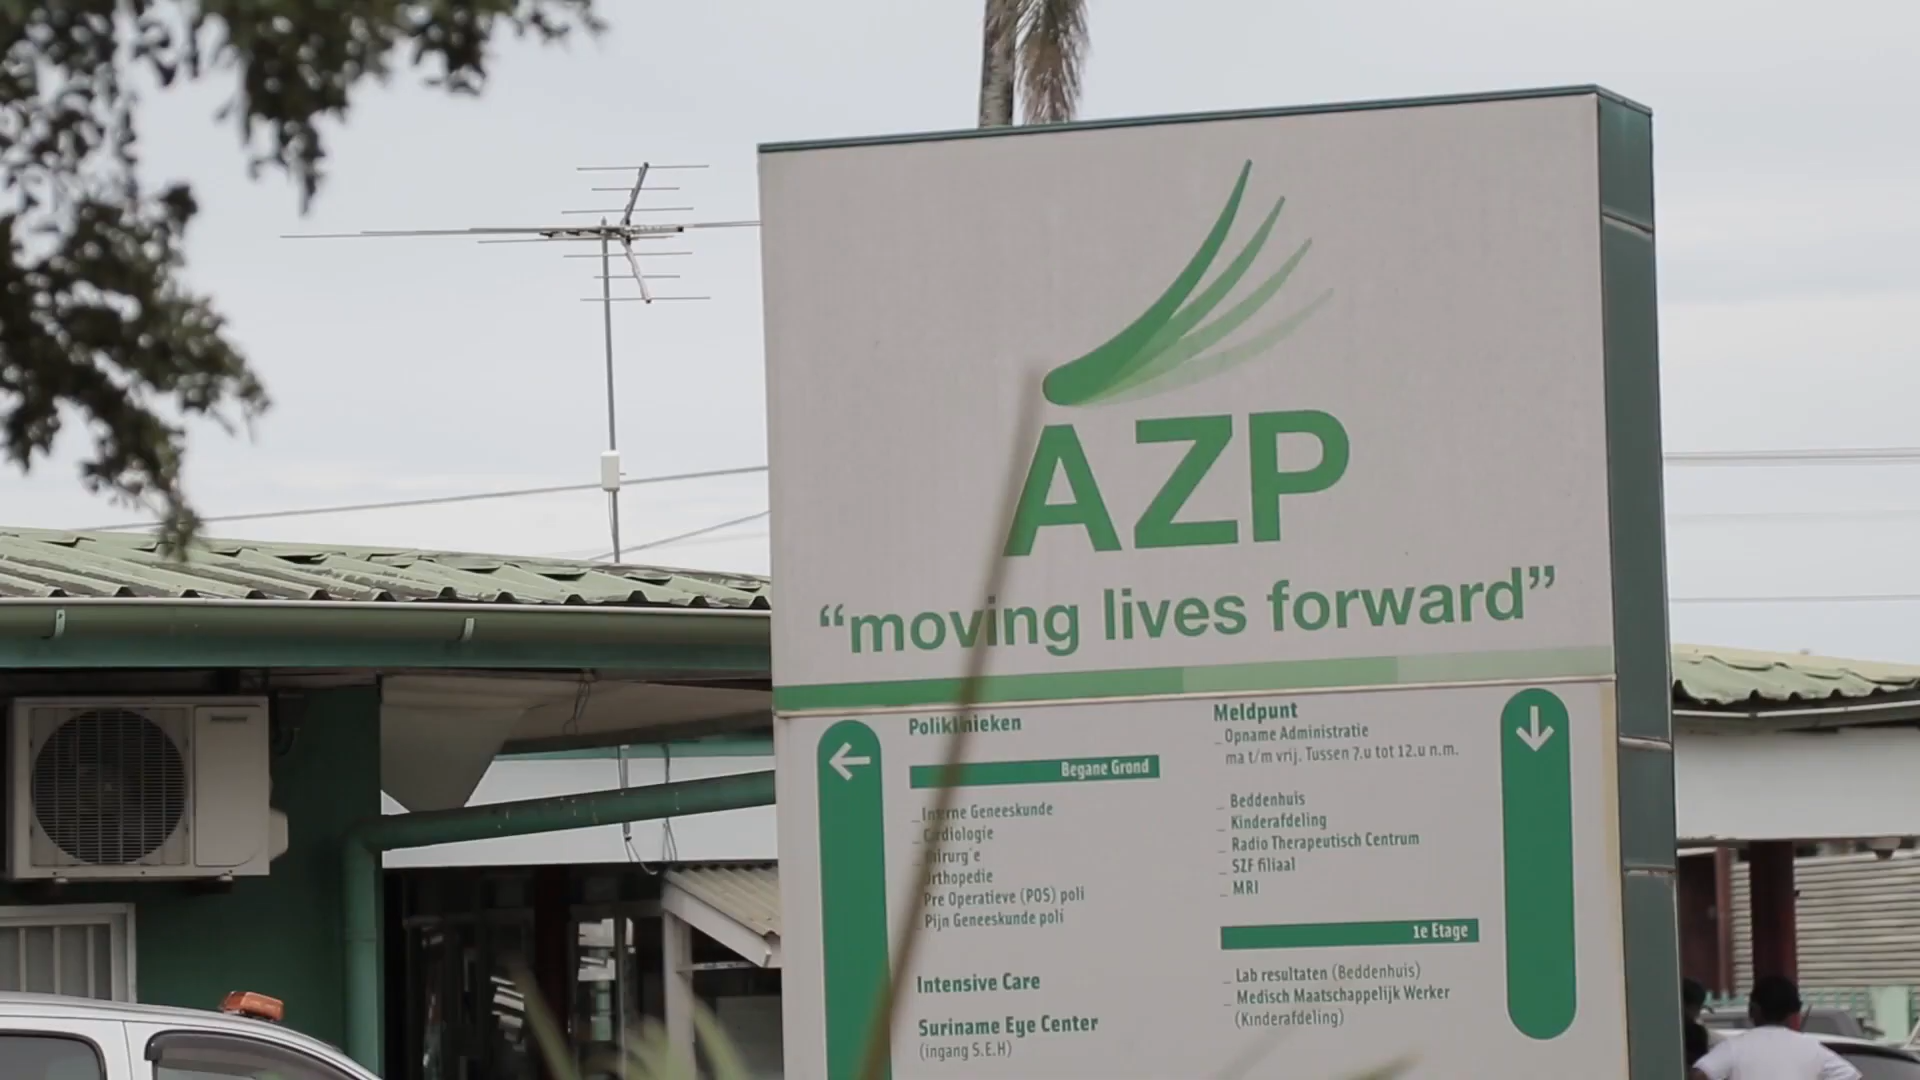 AZP
“moving lives forward”
Poliklinieken
Begane Grond
_ Interne Geneeskunde
_ Cardiologie
_ Chirurg'e
_ Orthopedie
_ Pre Operatieve (POS) poli
_ Pijn Geneeskunde poli
Intensive Care
Suriname Eye Center
(ingang S.E.H)
Meldpunt
_ Opname Administratie
ma t/m vrij. Tussen 7.u tot 12.u n.m.
_ Beddenhuis
_ Kinderafdeling
_ Radio Therapeutisch Centrum
_ SZF filiaal
_ MRI
1e Etage
_ Lab resultaten (Beddenhuis)
_ Medisch Maatschappelijk Werker
(Kinderafdeling)